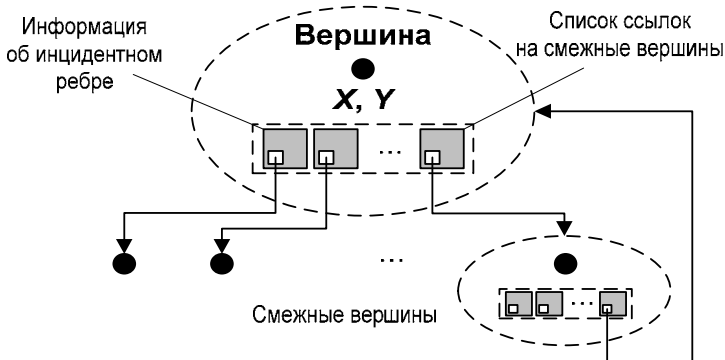 Информация
об инцидентном
ребре
Вершина
X, Y
Список ссылок
на смежные вершины
...
...
...
Смежные вершины